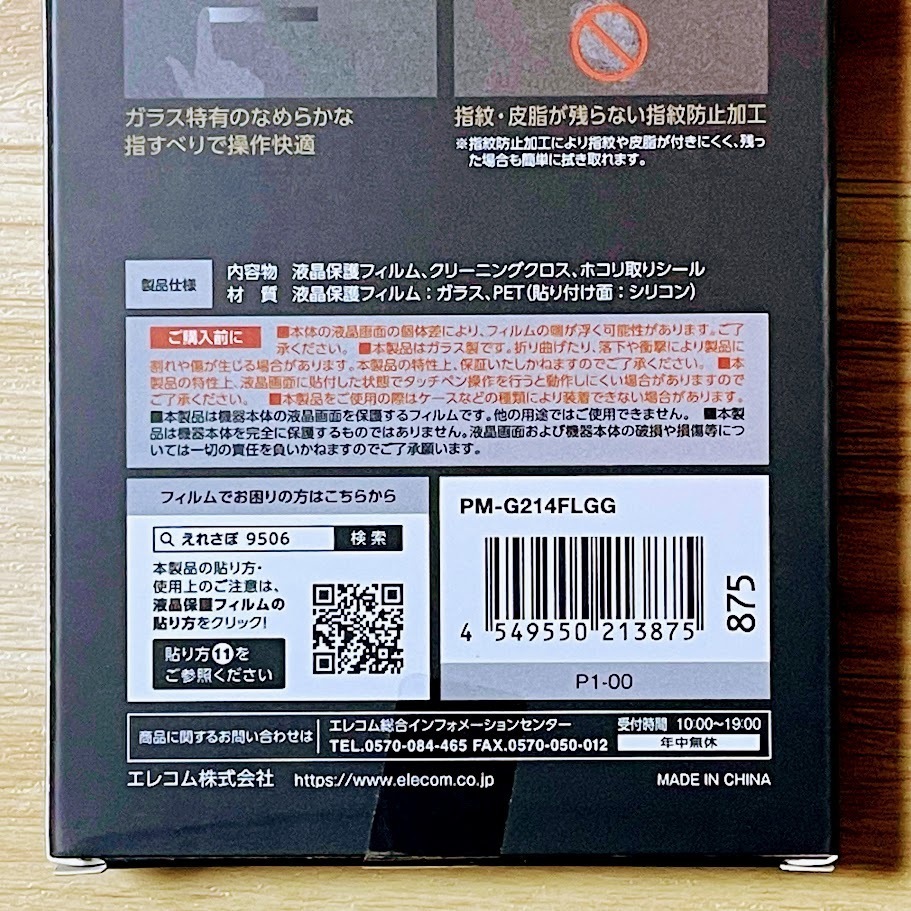 ガラス特有のなめらかな
指すべりで操作快適
指紋・皮脂が残らない指紋防止加工
※指紋防止加工により指紋や皮脂が付きにくく、残っ
た場合も簡単に拭き取れます。
製品仕様
内容物 液晶保護フィルム、クリーニングクロス、ホコリ取りシール
材 質 液晶保護フィルム：ガラス、PET（貼り付け面：シリコン）
ご購入前に ■本体の液晶画面の個体差により、フィルムの端が浮く可能性があります。ご了
承ください。 ■本製品はガラス製です。折り曲げたり、落下や衝撃により製品に
割れや傷が生じる場合があります。本製品の特性上、保証いたしかねますのでご了承ください。 ■本
製品の特性上、液晶画面に貼付した状態でタッチペン操作を行うと動作しにくい場合がありますので
ご了承ください。 ■本製品をご使用の際はケースなどの種類により装着できない場合があります。
■本製品は機器本体の液晶画面を保護するフィルムです。他の用途ではご使用できません。 ■本製
品は機器本体を完全に保護するものではありません。液晶画面および機器本体の破損や損傷等につ
いては一切の責任を負いかねますのでご了承願います。
フィルムでお困りの方はこちらから
えれさぽ 9506 検索
本製品の貼り方・
使用上のご注意は、
液晶保護フィルムの
貼り方をクリック！
貼り方⑪を
ご参照ください
PM-G214FLGG
4 549550 213875
875
P1-00
商品に関するお問い合わせは
エレコム総合インフォメーションセンター
TEL.0570-084-465 FAX.0570-050-012
受付時間 10:00～19:00
年中無休
エレコム株式会社 https://www.elecom.co.jp
MADE IN CHINA